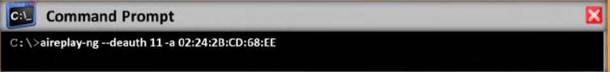 C:\
Command Prompt
C:\>aireplay-ng --deauth 11 -a 02:24:2B:CD:68:EE